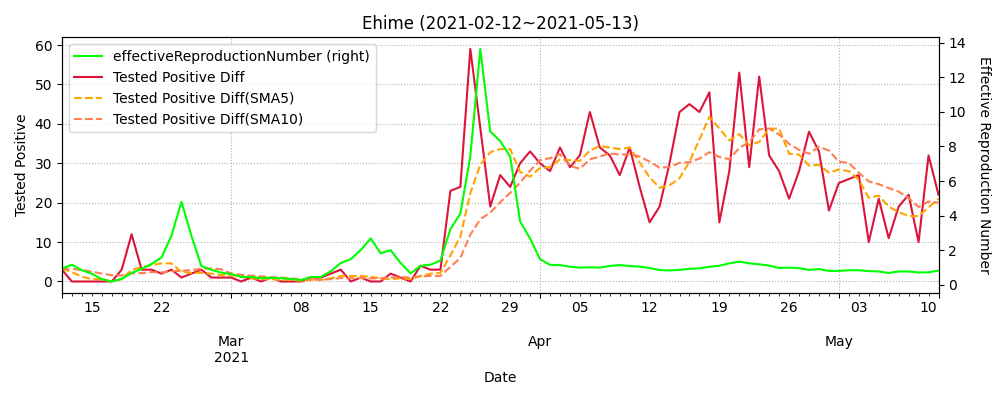 Ehime (2021-02-12~2021-05-13)
effectiveReproductionNumber (right)
Tested Positive Diff
Tested Positive Diff(SMA5)
Tested Positive Diff(SMA10)
Tested Positive
60
50
40
30
20
10
0
Effective Reproduction Number
14
12
10
8
6
4
2
0
15 22 08 15 22 29 05 12 19 26 03 10
Mar Apr May
2021
Date